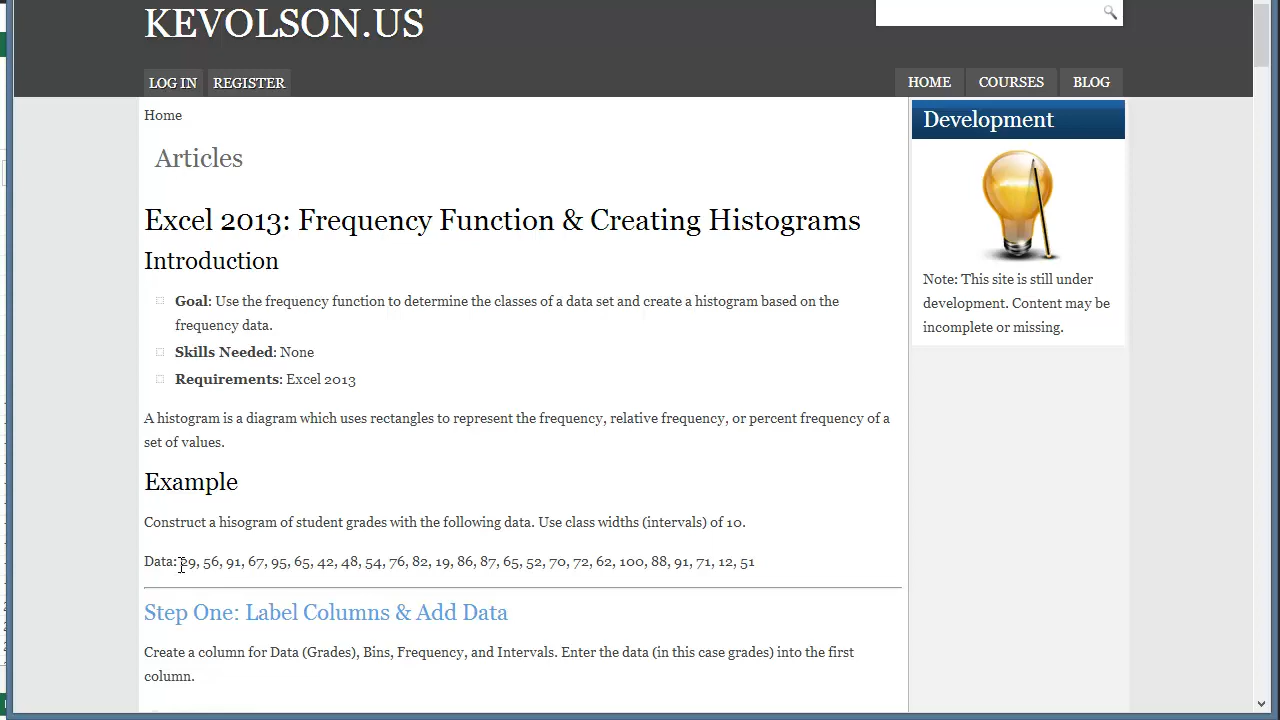 KEVOLSON.US
LOG IN
REGISTER
HOME
COURSES
BLOG
Home
Articles
Excel 2013: Frequency Function & Creating Histograms
Introduction
Goal: Use the frequency function to determine the classes of a data set and create a histogram based on the
frequency data.
Skills Needed: None
Requirements: Excel 2013
A histogram is a diagram which uses rectangles to represent the frequency, relative frequency, or percent frequency of a
set of values.
Example
Construct a hisogram of student grades with the following data. Use class widths (intervals) of 10.
Data: 29, 56, 91, 67, 95, 65, 42, 48, 54, 76, 82, 19, 86, 87, 65, 52, 70, 72, 62, 100, 88, 91, 71, 12, 51
Step One: Label Columns & Add Data
Create a column for Data (Grades), Bins, Frequency, and Intervals. Enter the data (in this case grades) into the first
column.
Development
Note: This site is still under
development. Content may be
incomplete or missing.